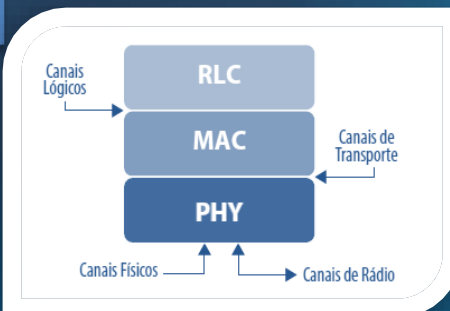 RLC
Canais
Lógicos
MAC
Canais de
Transporte
PHY
Canais Físicos
Canais de Rádio